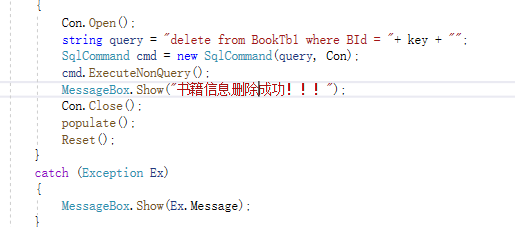 {
Con.Open();
string query = "delete from BookTbl where BId = "+ key + "";
SqlCommand cmd = new SqlCommand(query, Con);
cmd.ExecuteNonQuery();
MessageBox.Show("书籍信息删除成功！！！");
Con.Close();
populate();
Reset();
}
catch (Exception Ex)
{
MessageBox.Show(Ex.Message);
}